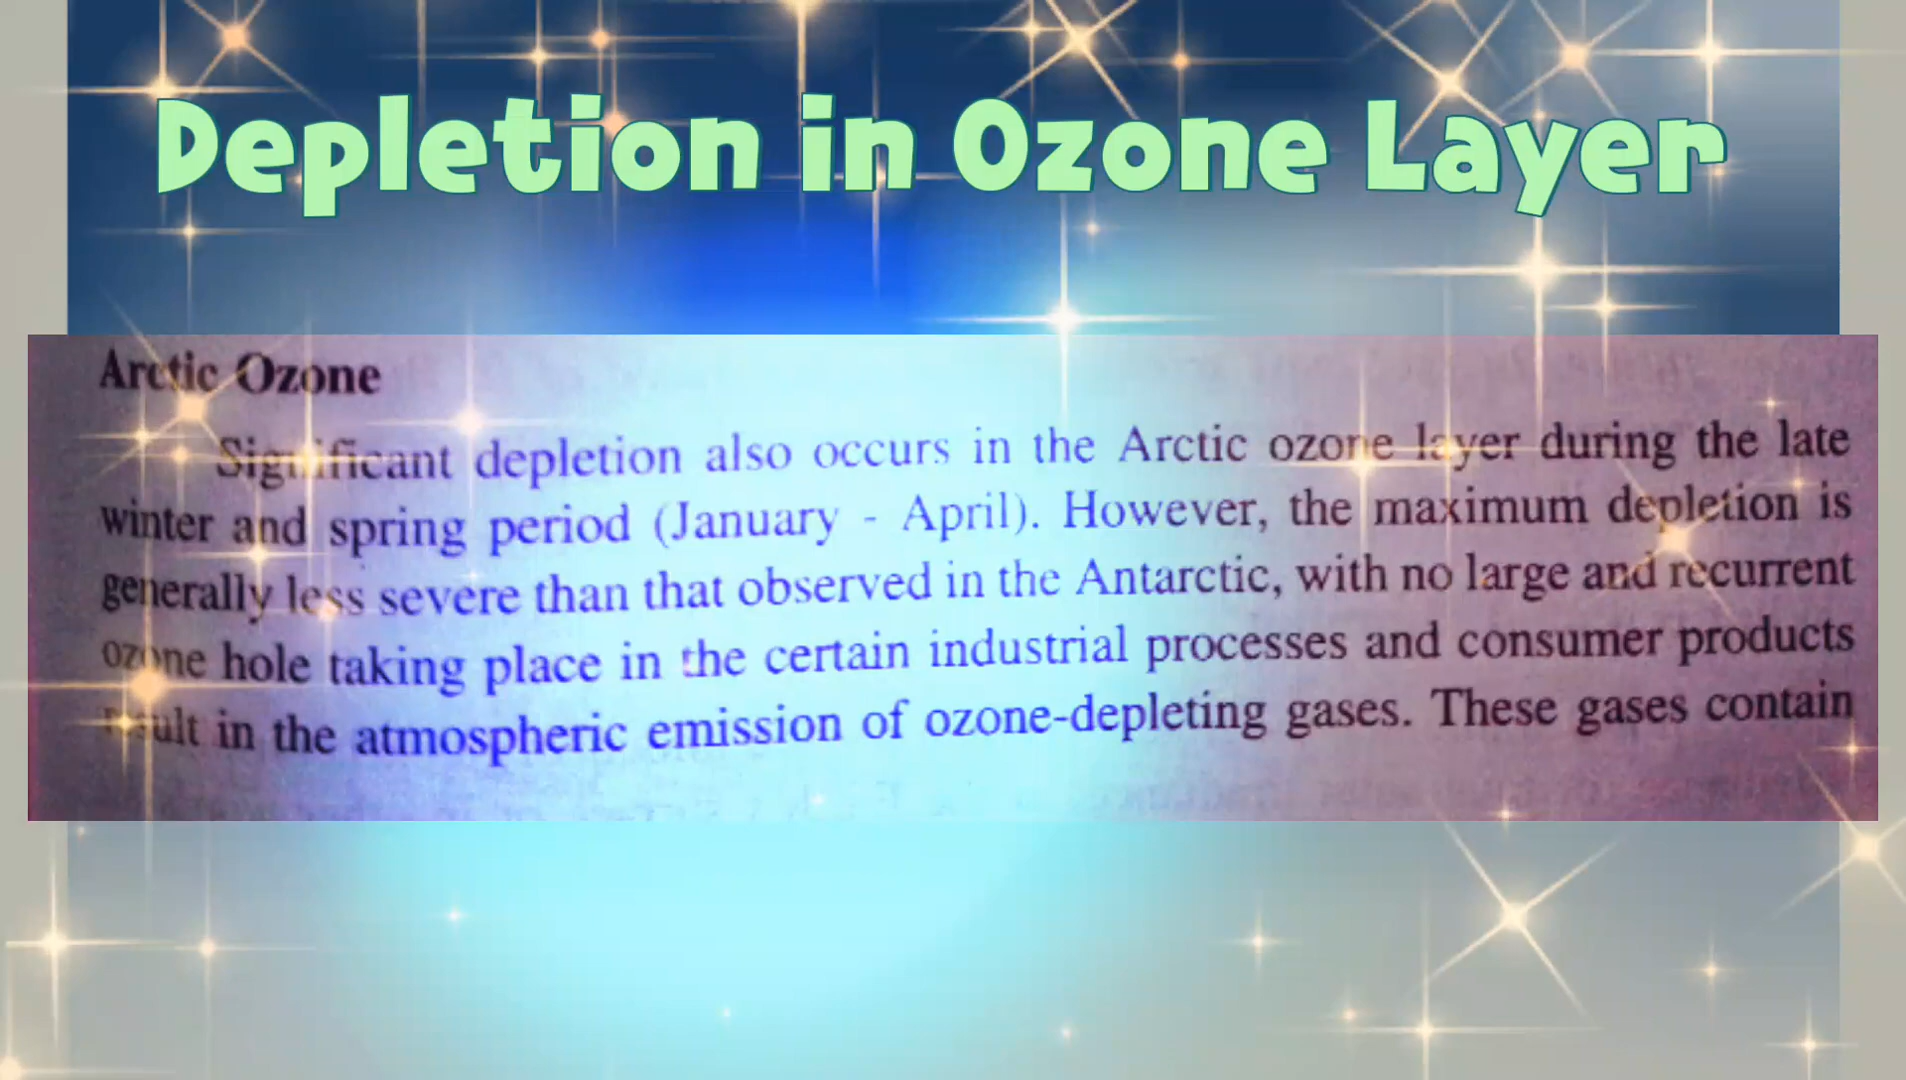 Depletion in Ozone Layer
Arctic Ozone
Significant depletion also occurs in the Arctic ozone layer during the late
winter and spring period (January - April). However, the maximum depletion is
generally less severe than that observed in the Antarctic, with no large and recurrent
ozone hole taking place in the certain industrial processes and consumer products
result in the atmospheric emission of ozone-depleting gases. These gases contain